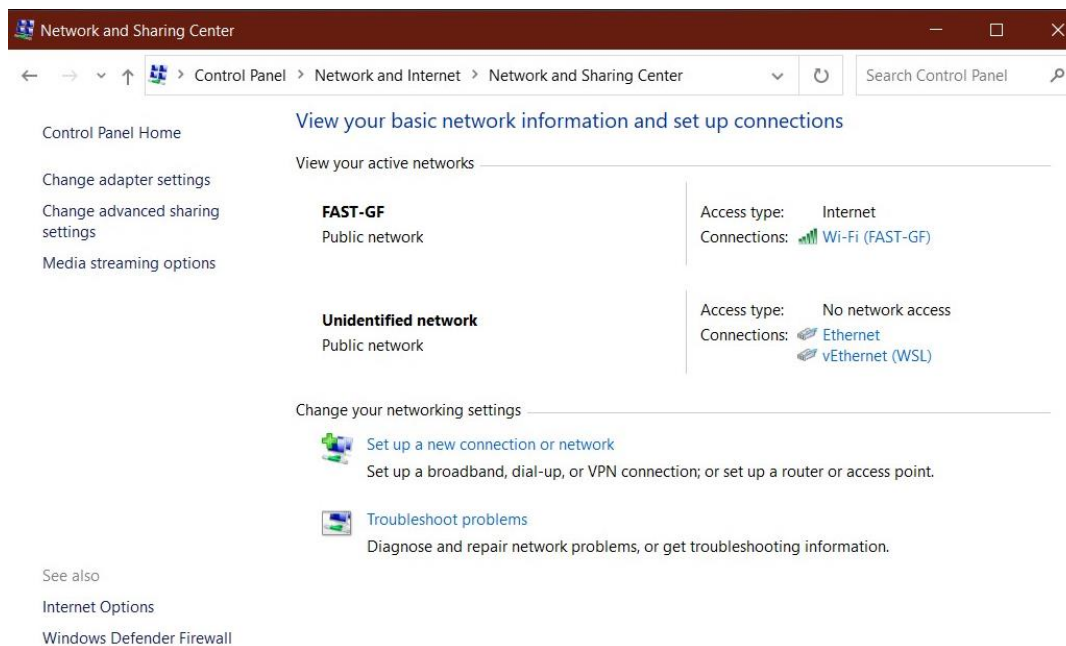 Network and Sharing Center
Control Panel > Network and Internet > Network and Sharing Center
Search Control Panel
Control Panel Home
Change adapter settings
Change advanced sharing
settings
Media streaming options
See also
Internet Options
Windows Defender Firewall
View your basic network information and set up connections
View your active networks
FAST-GF
Public network
Access type: Internet
Connections: Wi-Fi (FAST-GF)
Unidentified network
Public network
Access type: No network access
Connections: Ethernet
vEthernet (WSL)
Change your networking settings
Set up a new connection or network
Set up a broadband, dial-up, or VPN connection; or set up a router or access point.
Troubleshoot problems
Diagnose and repair network problems, or get troubleshooting information.